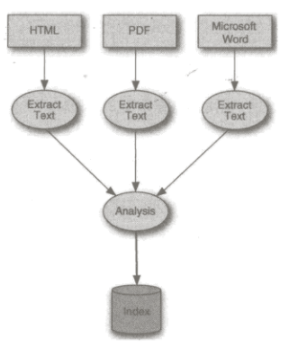 HTML
PDF
Microsoft
Word
Extract
Text
Extract
Text
Extract
Text
Analysis
Index